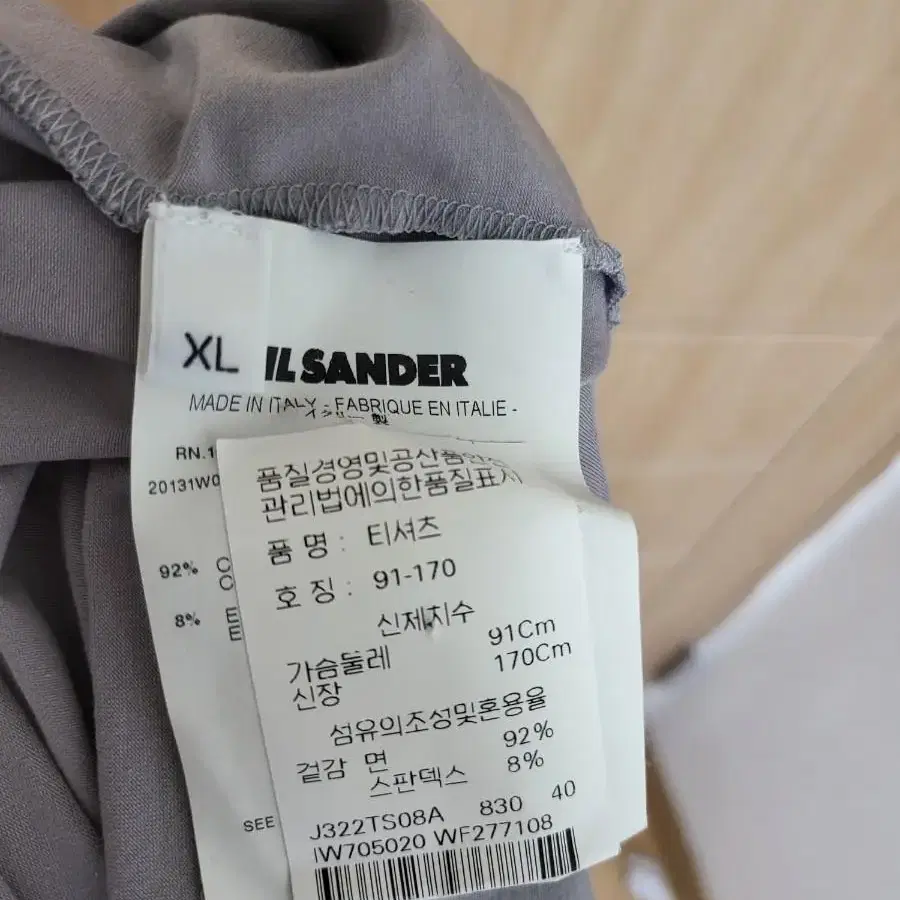 XL
IL SANDER
MADE IN ITALY - FABRIQUE EN ITALIE -
製
RN.1
20131W0
92% C
C
8% E
E
SEE
품질경영및공산품안전
관리법에의한품질표시
품 명 : 티셔츠
호 징 : 91-170
신제치수
가슴둘레 91Cm
신장 170Cm
섬유의조성및혼용율
겉감 면 92%
스판덱스 8%
J322TS08A 830 40
IW705020 WF277108